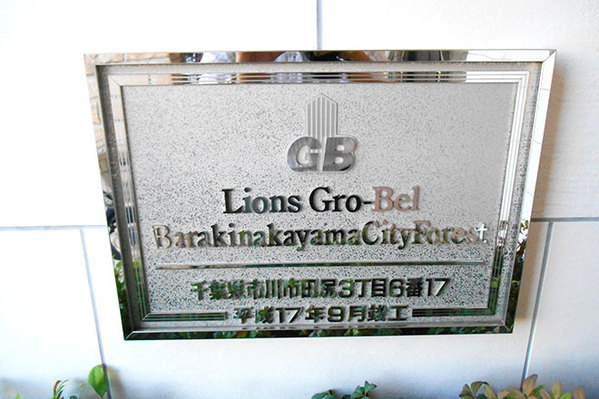 GB
Lions Gro-Bel
BarakinakayamaCityForest
千葉県市川市田尻3丁目6番17
平成17年9月竣工